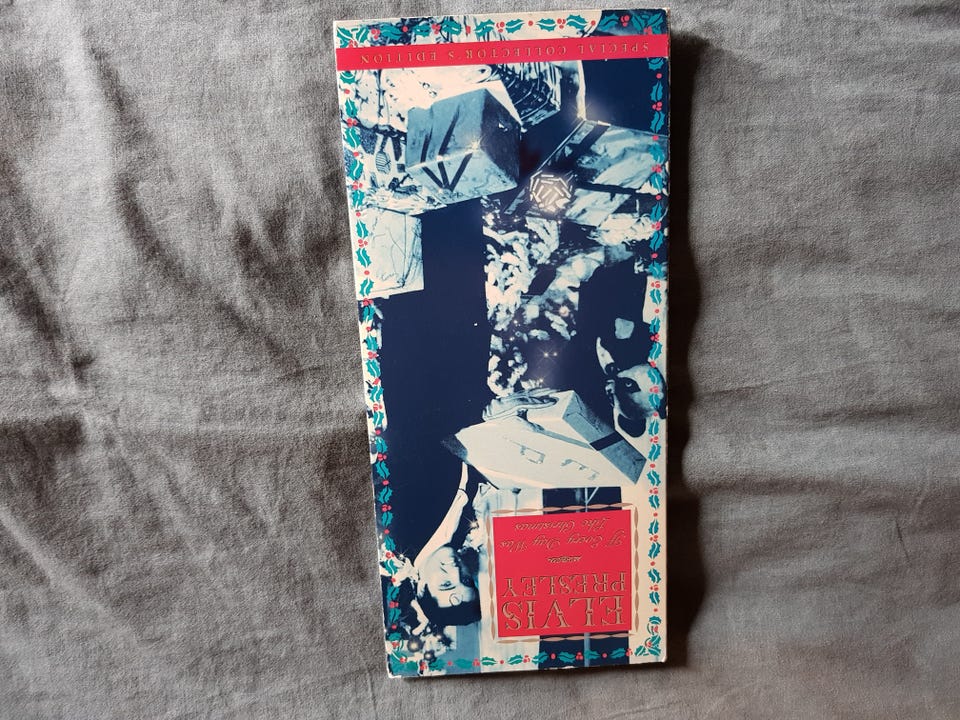 ELVIS
PRESLEY
If Every Day Was
Like Christmas
SPECIAL COLLECTOR'S EDITION